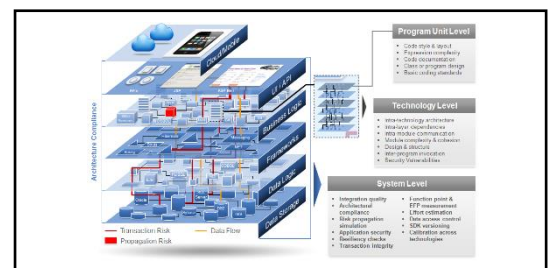 Cloud/Mobile
UI / API
Business Logic
Frameworks
Data Logic
Data Storage
Architecture Compliance
Transaction Risk
Data Flow
Propagation Risk
Program Unit Level
• Code style & layout
• Expression complexity
• Code documentation
• Class or program design
• Basic coding standards
Technology Level
• Intra-technology architecture
• Intra-layer dependencies
• Inter-program invocation
• Module complexity & cohesion
• Design & structure
• Security Vulnerabilities
System Level
• Integration quality
• Architectural
compliance
• Risk propagation
simulation
• Application security
• Resiliency checks
• Transaction integrity
• Function point &
EFP measurement
• Effort estimation
• Data access control
• SDK versioning
• Calibration across
technologies